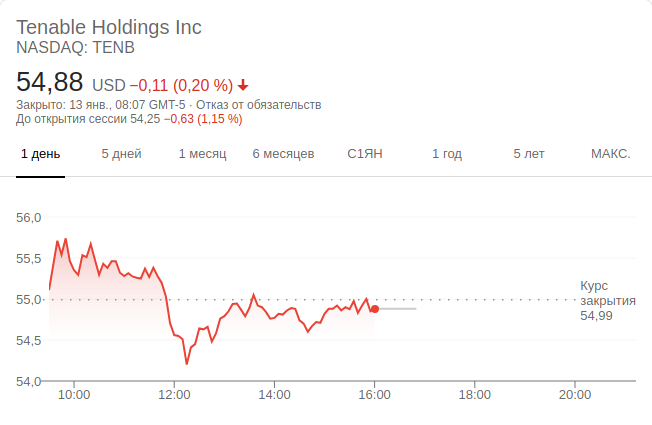 Tenable Holdings Inc
NASDAQ: TENB
54,88 USD −0,11 (0,20 %)
Закрыто: 13 янв., 08:07 GMT-5 · Отказ от обязательств
До открытия сессии 54,25 −0,63 (1,15 %)
1 день 5 дней 1 месяц 6 месяцев С1ЯН 1 год 5 лет МАКС.
56,0
55,5
55,0
54,5
54,0
Курс
закрытия
54,99
10:00 12:00 14:00 16:00 18:00 20:00